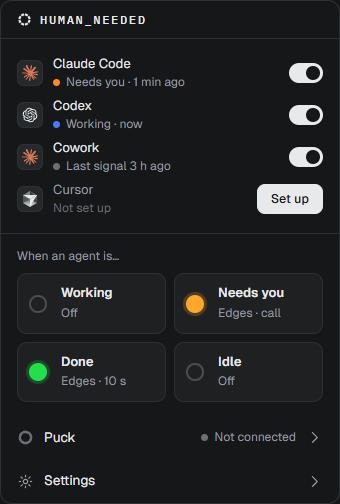 HUMAN_NEEDED
Claude Code
Needs you · 1 min ago
Codex
Working · now
Cowork
Last signal 3 h ago
Cursor
Not set up
Set up
When an agent is…
Working
Off
Needs you
Edges · call
Done
Edges · 10 s
Idle
Off
Puck
Not connected
Settings